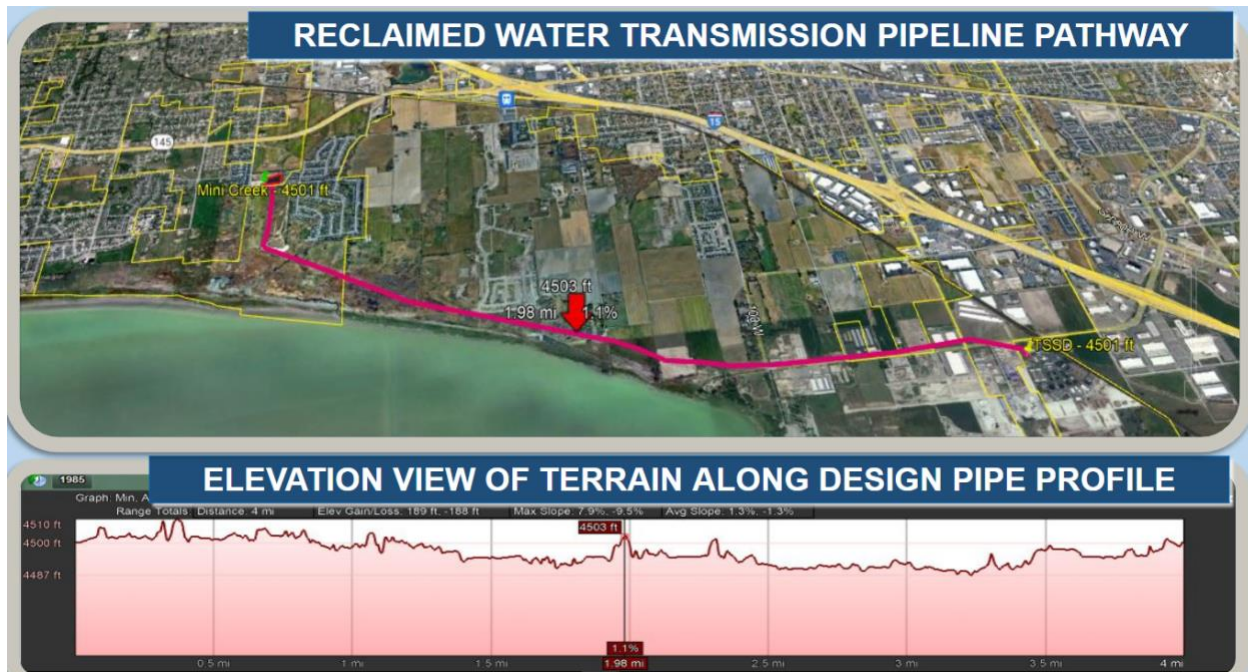 RECLAIMED WATER TRANSMISSION PIPELINE PATHWAY
145
15
Mini Creek - 4501 ft
4503 ft
1.98 mi 1.1%
100 W
TSSD - 4501 ft
1985
ELEVATION VIEW OF TERRAIN ALONG DESIGN PIPE PROFILE
Graph: Min,
Range Totals Distance: 4 mi Elev Gain/Loss: 189 ft, -188 ft Max Slope: 7.9%, -9.5% Avg Slope: 1.3%, -1.3%
4510 ft
4503 ft
4500 ft
4487 ft
1.1%
0.5 mi 1 mi 1.5 mi 1.98 mi 2.5 mi 3 mi 3.5 mi 4 mi